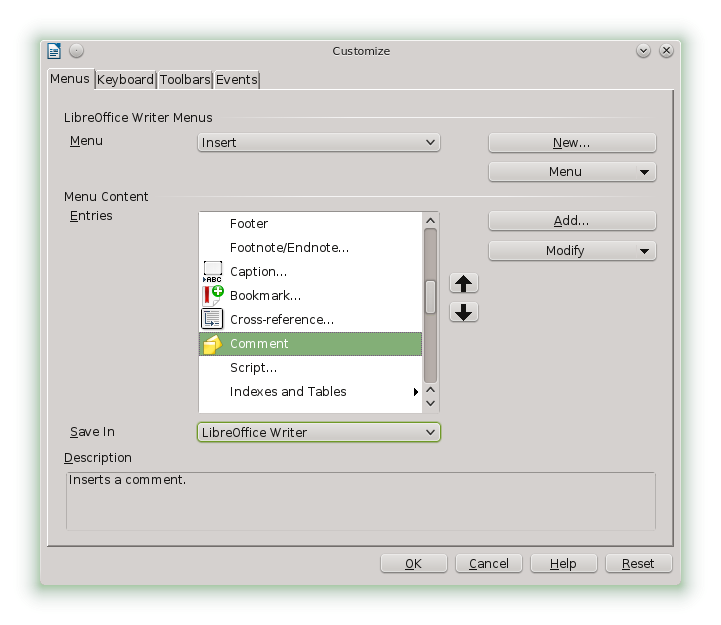 Customize
Menus Keyboard Toolbars Events
LibreOffice Writer Menus
Menu Insert New...
Menu
Menu Content
Entries Add...
Modify
Footer
Footnote/Endnote...
ABC Caption...
Bookmark...
Cross-reference...
Comment
Script...
Indexes and Tables
Save In LibreOffice Writer
Description
Inserts a comment.
OK Cancel Help Reset